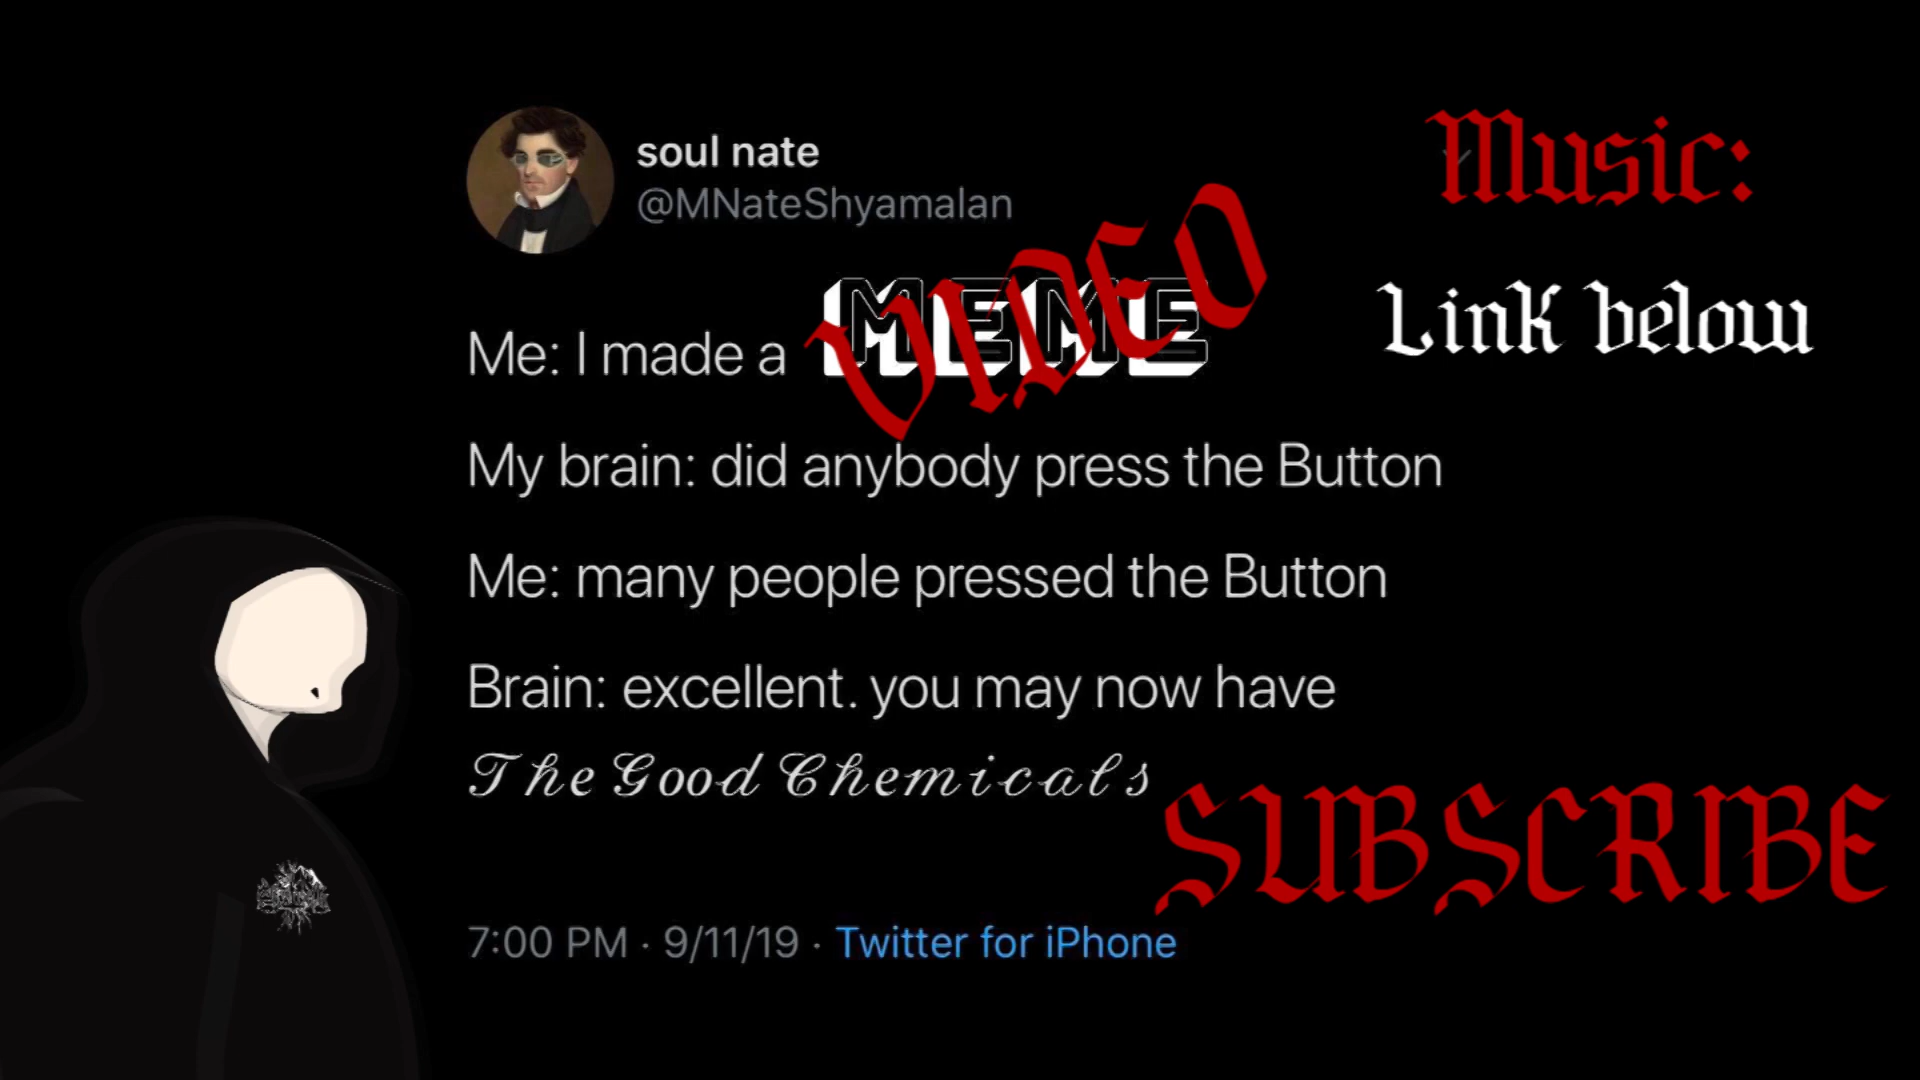 soul nate
@MNateShyamalan
Me: I made a MEME VIDEO
My brain: did anybody press the Button
Me: many people pressed the Button
Brain: excellent. you may now have
The Good Chemicals
7:00 PM · 9/11/19 · Twitter for iPhone
Music:
Link below
SUBSCRIBE